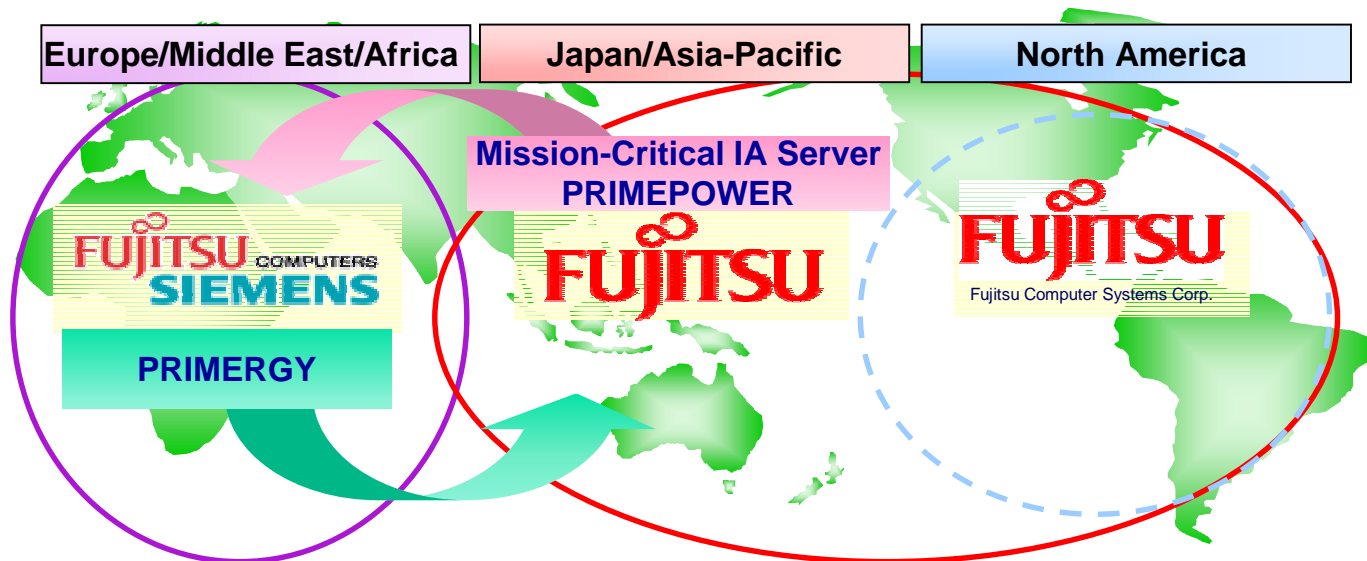 Europe/Middle East/Africa
Japan/Asia-Pacific
North America
Mission-Critical IA Server
PRIMEPOWER
FUJITSU COMPUTERS
SIEMENS
FUJITSU
FUJITSU
Fujitsu Computer Systems Corp.
PRIMERGY